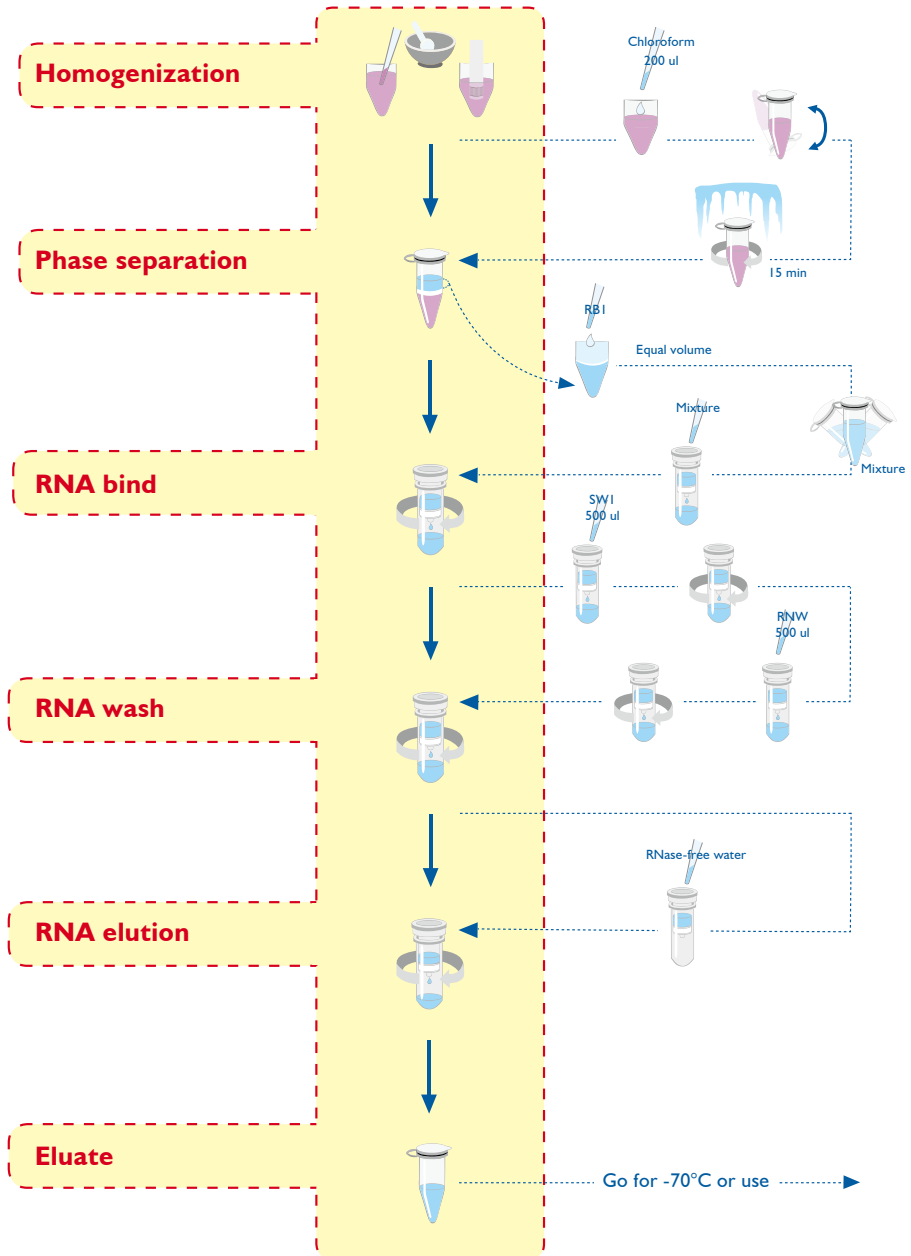 Homogenization
Chloroform
200 ul
Phase separation
15 min
RB1
Equal volume
Mixture
Mixture
RNA bind
SW1
500 ul
RNW
500 ul
RNA wash
RNase-free water
RNA elution
Eluate
Go for -70°C or use